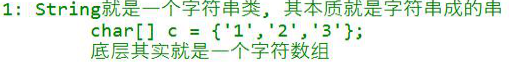 1: String就是一个字符串类, 其本质就是字符串成的串
char[] c = {'1','2','3'};
底层其实就是一个字符数组